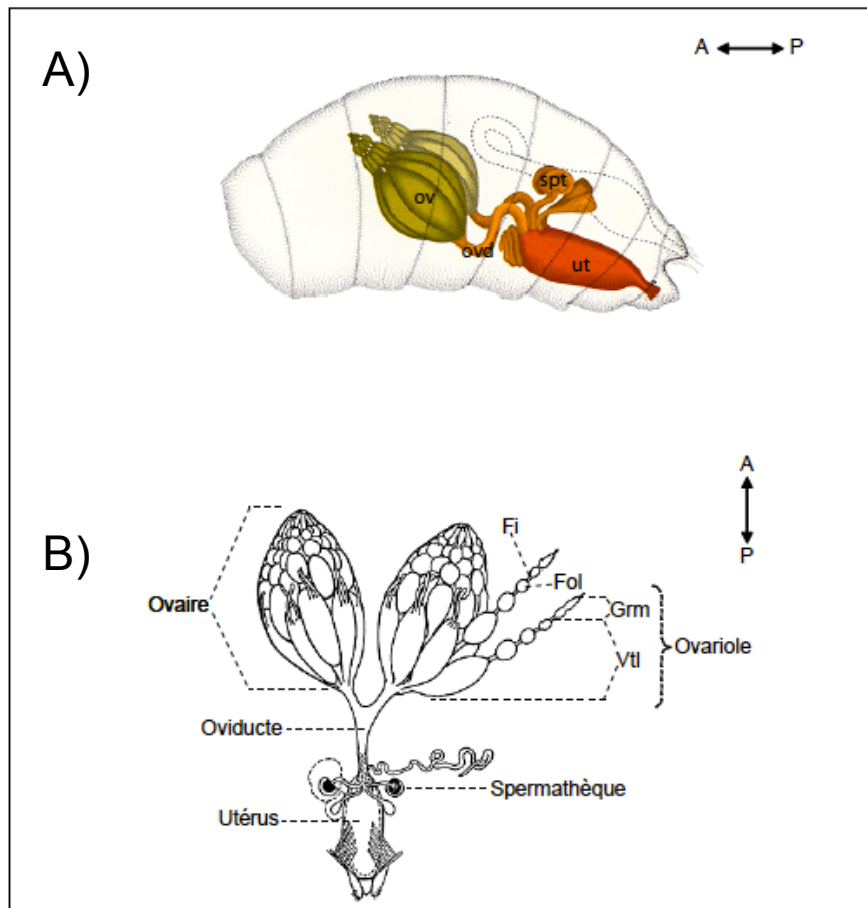 A)
A P
ov
spt
ovd
ut
A
P
B)
Fi
Fol
Ovaire
Grm
Vtl
Ovariole
Oviducte
Spermathèque
Utérus